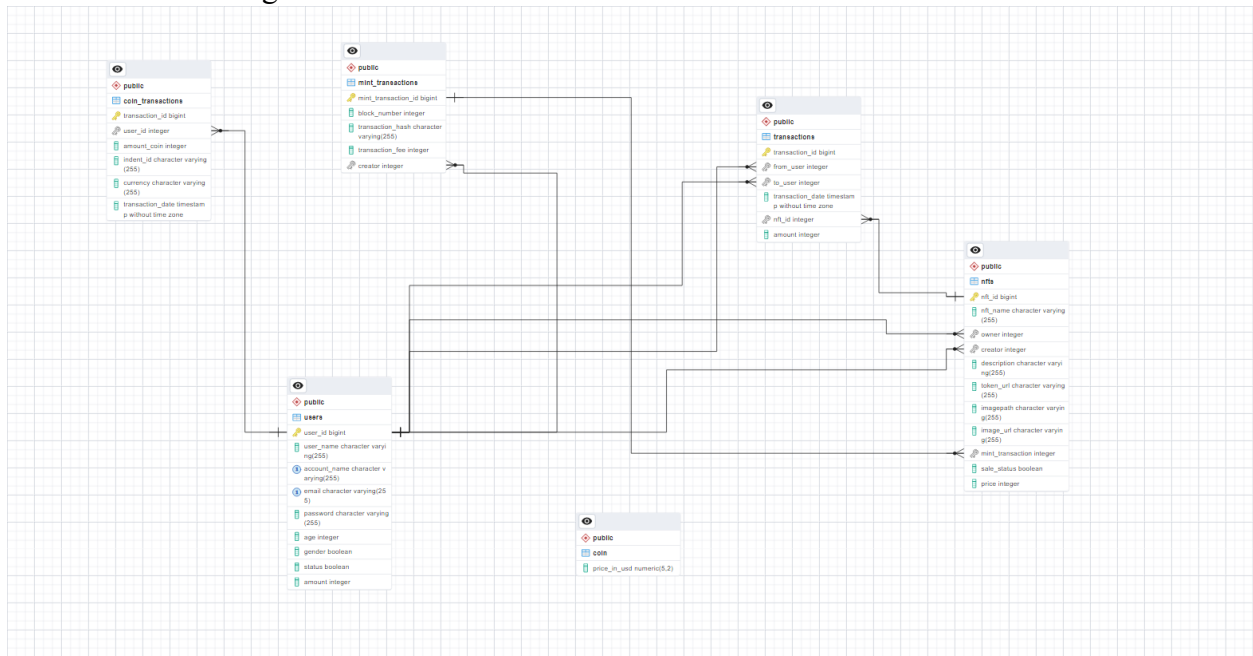 public
coin_transactions
transaction_id bigint
user_id integer
amount_coin integer
indent_id character varying
(255)
currency character varying
(255)
transaction_date timestam
p without time zone
public
mint_transactions
mint_transaction_id bigint
block_number integer
transaction_hash character
varying(255)
transaction_fee integer
creator integer
public
transactions
transaction_id bigint
from_user integer
to_user integer
transaction_date timestam
p without time zone
nft_id integer
amount integer
public
nfts
nft_id bigint
nft_name character varying
(255)
owner integer
creator integer
description character varyi
ng(255)
token_url character varying
(255)
imagepath character varyin
g(255)
image_url character varyin
g(255)
mint_transaction integer
sale_status boolean
price integer
public
users
user_id bigint
user_name character varyi
ng(255)
account_name character v
arying(255)
email character varying(25
5)
password character varying
(255)
age integer
gender boolean
status boolean
amount integer
public
coin
price_in_usd numeric(5,2)